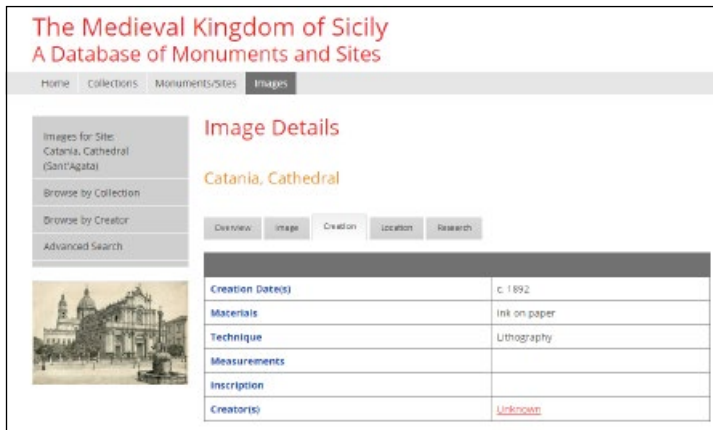 The Medieval Kingdom of Sicily
A Database of Monuments and Sites
Home Collections Monuments/Sites Images
Images for Site:
Catania, Cathedral
(Sant'Agata)
Browse by Collection
Browse by Creator
Advanced Search
Image Details
Catania, Cathedral
Overview Image Creation Location Research
Creation Date(s) c. 1892
Materials ink on paper
Technique Lithography
Measurements
Inscription
Creator(s) Unknown